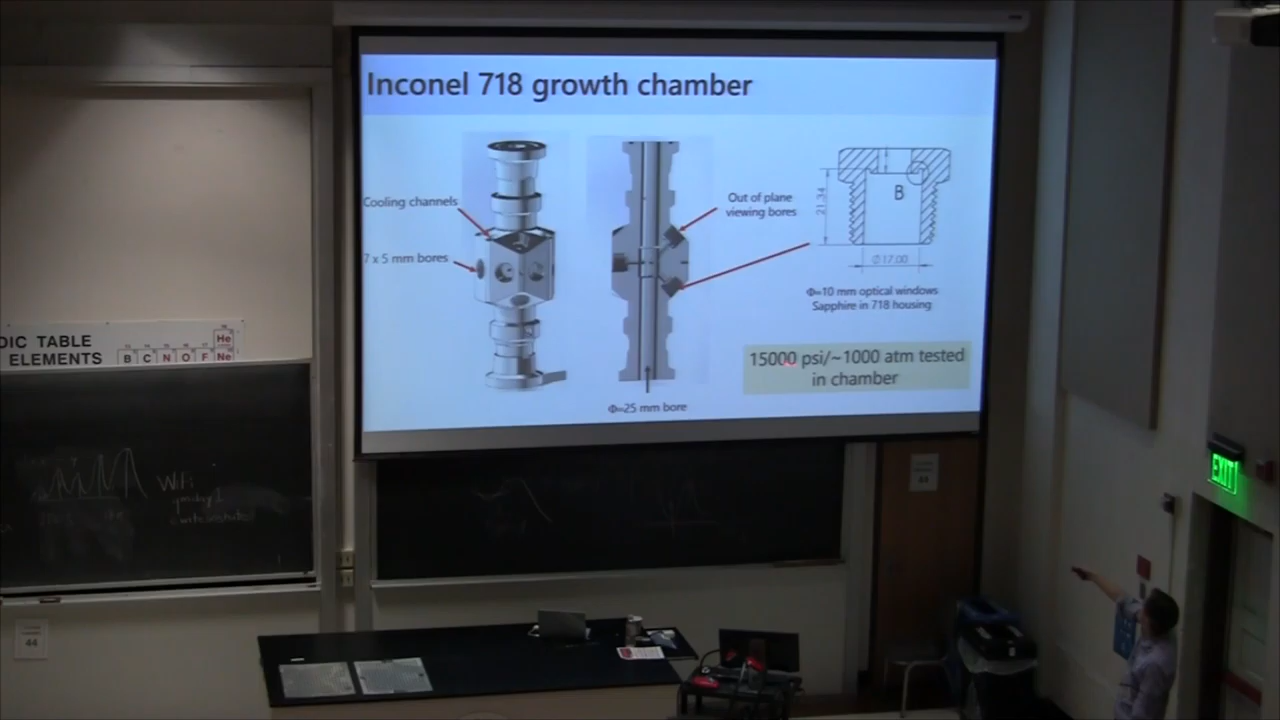 Inconel 718 growth chamber
Cooling channels
7 x 5 mm bores
Out of plane
viewing bores
21.34
B
Φ17.00
Φ=10 mm optical windows
Sapphire in 718 housing
15000 psi/~1000 atm tested
in chamber
Φ=25 mm bore
DIC TABLE
ELEMENTS
B C N O F Ne
He
WiFi
EXIT
44